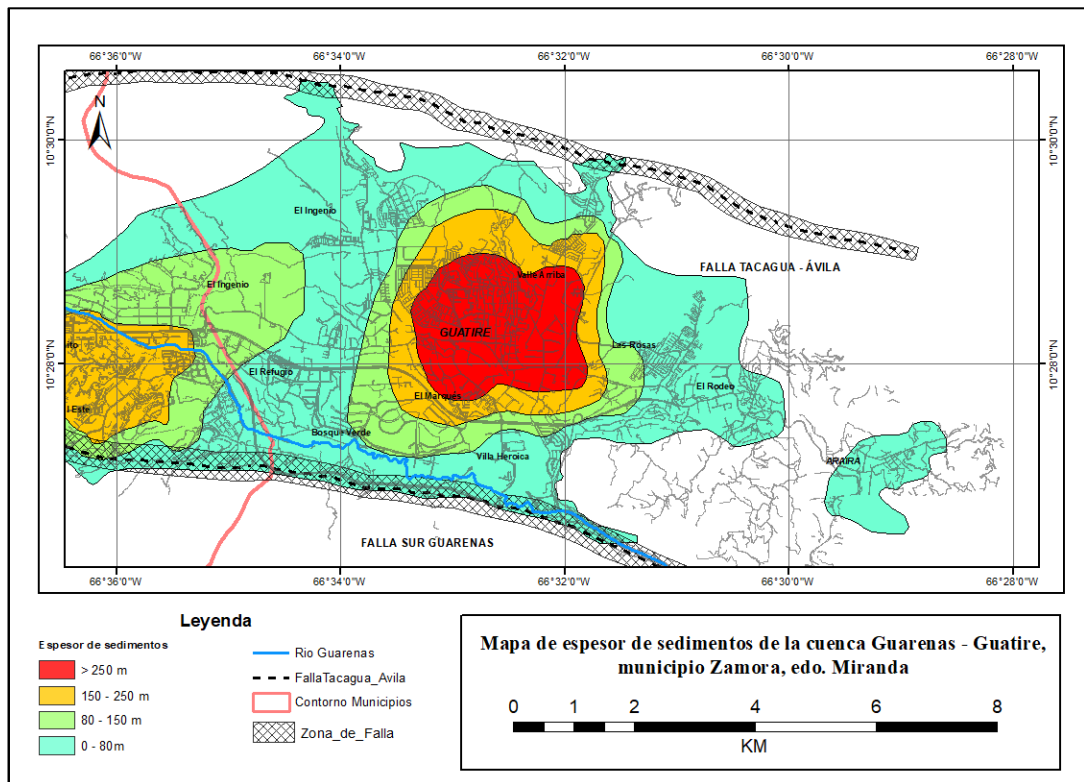 66°36'0"W
66°34'0"W
66°32'0"W
66°30'0"W
66°28'0"W
N
10°30'0"N
10°30'0"N
El Ingenio
FALLA TACAGUA - ÁVILA
Valle Arriba
El Ingenio
GUATIRE
ito
Las Rosas
10°28'0"N
10°28'0"N
El Refugio
El Rodeo
El Marqués
l Este
Bosque Verde
Villa Heroica
ARAIRA
FALLA SUR GUARENAS
66°36'0"W
66°34'0"W
66°32'0"W
66°30'0"W
66°28'0"W
Leyenda
Espesor de sedimentos
> 250 m
150 - 250 m
80 - 150 m
0 - 80m
Rio Guarenas
FallaTacagua_Avila
Contorno Municipios
Zona_de_Falla
Mapa de espesor de sedimentos de la cuenca Guarenas - Guatire,
municipio Zamora, edo. Miranda
0 1 2 4 6 8
KM